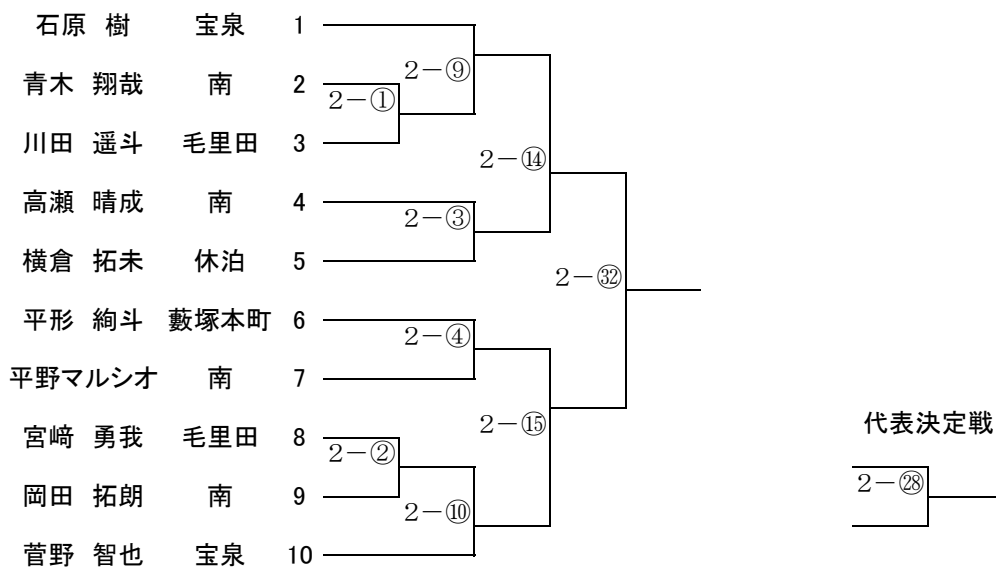 石原 樹 宝泉 1
2－⑨
青木 翔哉 南 2
2－①
川田 遥斗 毛里田 3
2－⑭
高瀬 晴成 南 4
2－③
横倉 拓未 休泊 5
2－㉜
平形 絢斗 藪塚本町 6
2－④
平野マルシオ 南 7
2－⑮
代表決定戦
宮﨑 勇我 毛里田 8
2－②
2－㉘
岡田 拓朗 南 9
2－⑩
菅野 智也 宝泉 10